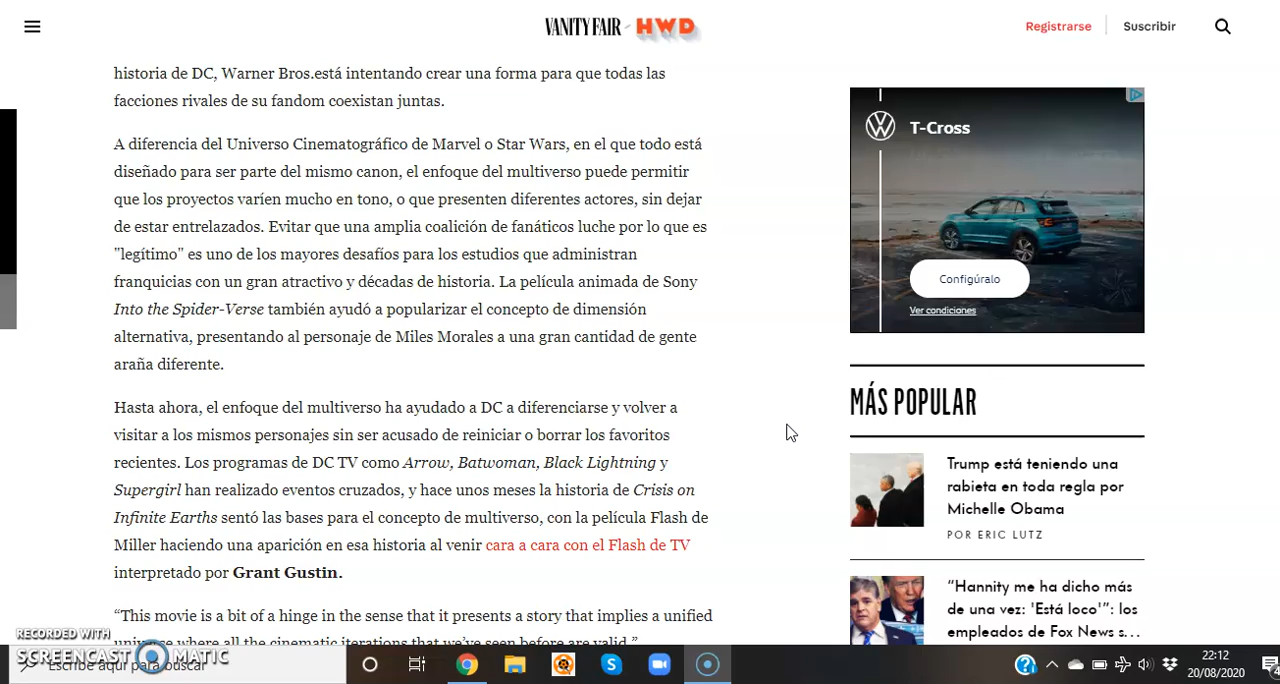 VANITY FAIR - HWD
Registrarse
Suscribir
historia de DC, Warner Bros.está intentando crear una forma para que todas las
facciones rivales de su fandom coexistan juntas.
A diferencia del Universo Cinematográfico de Marvel o Star Wars, en el que todo está
diseñado para ser parte del mismo canon, el enfoque del multiverso puede permitir
que los proyectos varíen mucho en tono, o que presenten diferentes actores, sin dejar
de estar entrelazados. Evitar que una amplia coalición de fanáticos luche por lo que es
"legítimo" es uno de los mayores desafíos para los estudios que administran
franquicias con un gran atractivo y décadas de historia. La película animada de Sony
Into the Spider-Verse también ayudó a popularizar el concepto de dimensión
alternativa, presentando al personaje de Miles Morales a una gran cantidad de gente
araña diferente.
Hasta ahora, el enfoque del multiverso ha ayudado a DC a diferenciarse y volver a
visitar a los mismos personajes sin ser acusado de reiniciar o borrar los favoritos
recientes. Los programas de DC TV como Arrow, Batwoman, Black Lightning y
Supergirl han realizado eventos cruzados, y hace unos meses la historia de Crisis on
Infinite Earths sentó las bases para el concepto de multiverso, con la película Flash de
Miller haciendo una aparición en esa historia al venir cara a cara con el Flash de TV
interpretado por Grant Gustin.
“This movie is a bit of a hinge in the sense that it presents a story that implies a unified
universe where all the cinematic iterations that we’ve seen before are valid.”
T-Cross
Configúralo
Ver condiciones
MÁS POPULAR
Trump está teniendo una
rabieta en toda regla por
Michelle Obama
POR ERIC LUTZ
“Hannity me ha dicho más
de una vez: 'Está loco'”: los
empleados de Fox News s...
RECORDED WITH
SCREENCAST MATIC
Escribe aquí para buscar
22:12
20/08/2020